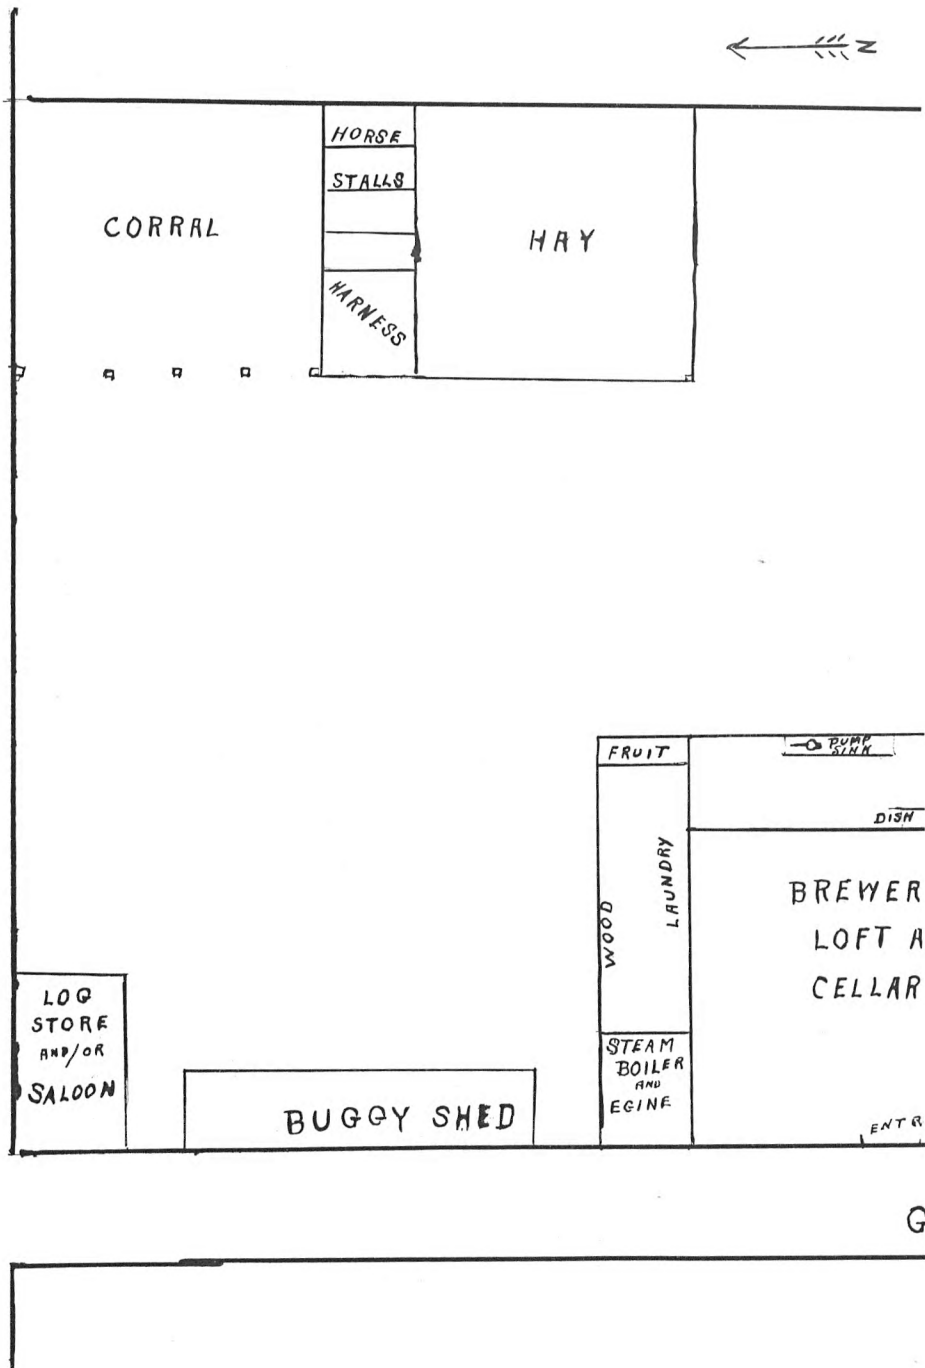 N
HORSE
STALLS
CORRAL
HAY
HARNESS
PUMP
SINK
FRUIT
DISH
LAUNDRY
WOOD
BREWER
LOFT A
CELLAR
LOG
STORE
AND/OR
SALOON
STEAM
BOILER
AND
EGINE
BUGGY SHED
ENTR
G